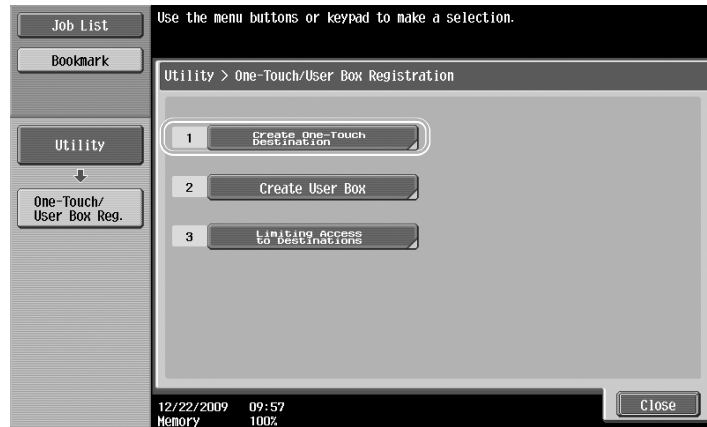 Job List
Bookmark
Utility
One-Touch/
User Box Reg.
Use the menu buttons or keypad to make a selection.
Utility > One-Touch/User Box Registration
1 Create One-Touch
Destination
2 Create User Box
3 Limiting Access
to Destinations
12/22/2009 09:57
Memory 100%
Close